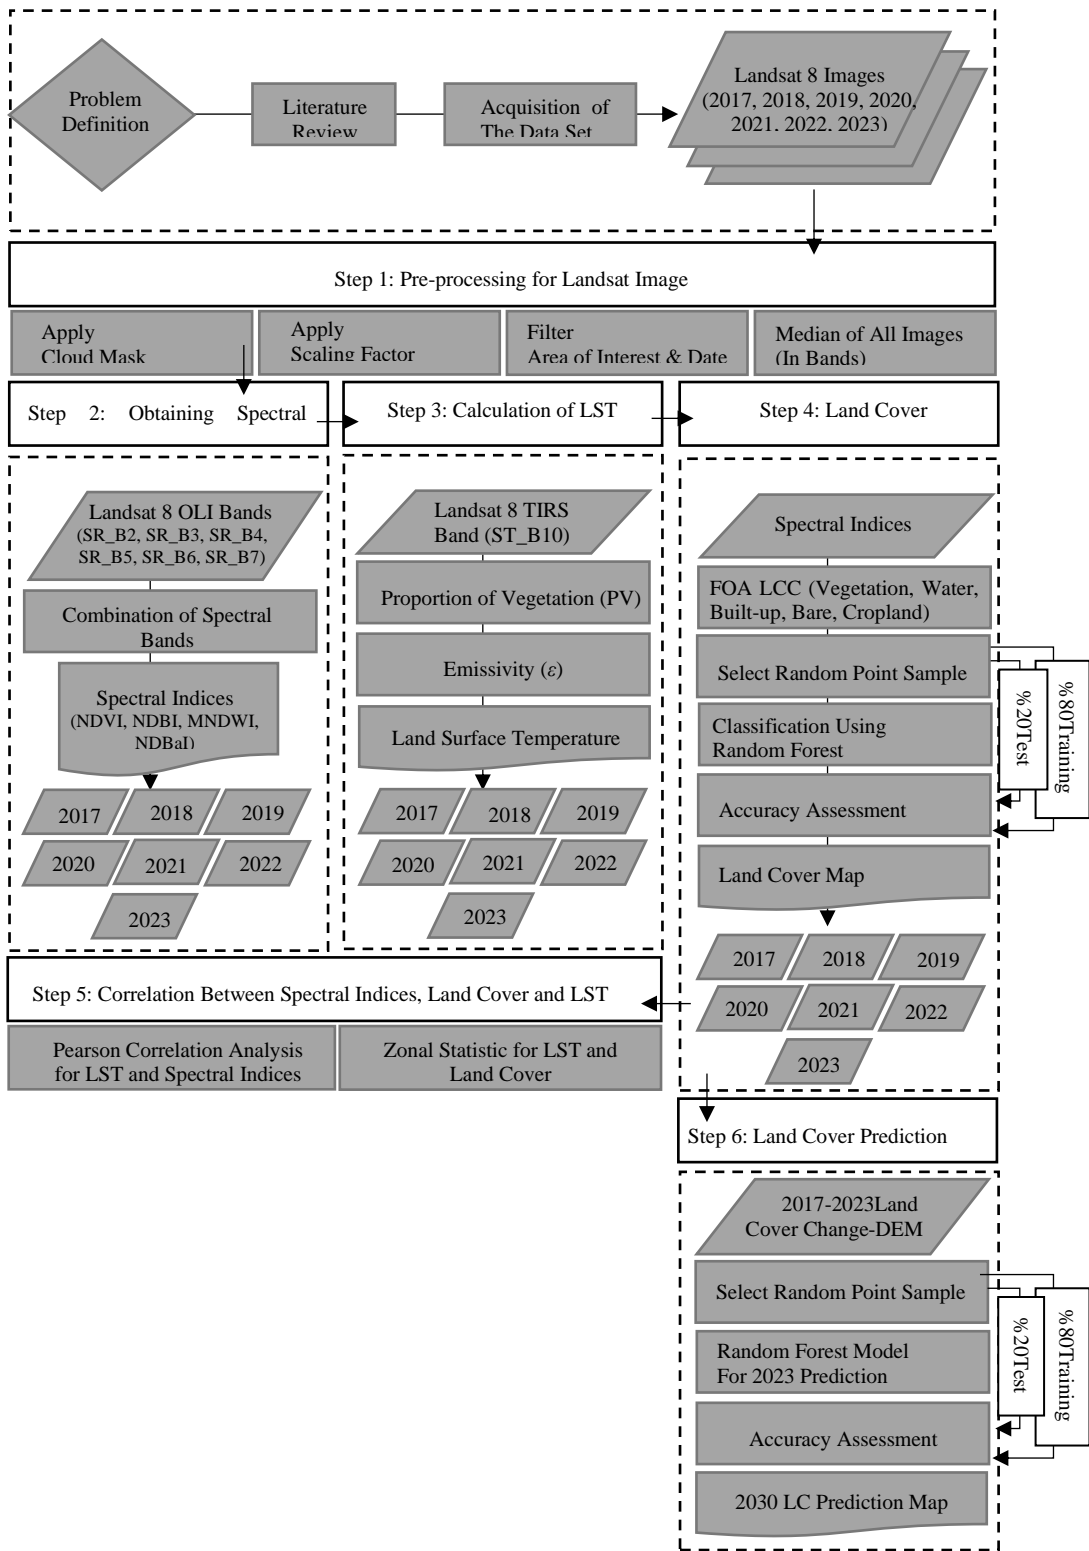 Problem
Definition
Literature
Review
Acquisition of
The Data Set
Landsat 8 Images
(2017, 2018, 2019, 2020,
2021, 2022, 2023)
Step 1: Pre-processing for Landsat Image
Apply
Cloud Mask
Apply
Scaling Factor
Filter
Area of Interest & Date
Median of All Images
(In Bands)
Step 2: Obtaining Spectral
Step 3: Calculation of LST
Step 4: Land Cover
Landsat 8 OLI Bands
(SR_B2, SR_B3, SR_B4,
SR_B5, SR_B6, SR_B7)
Combination of Spectral
Bands
Spectral Indices
(NDVI, NDBI, MNDWI,
NDBaI)
2017
2018
2019
2020
2021
2022
2023
Landsat 8 TIRS
Band (ST_B10)
Proportion of Vegetation (PV)
Emissivity (ε)
Land Surface Temperature
2017
2018
2019
2020
2021
2022
2023
Spectral Indices
FOA LCC (Vegetation, Water,
Built-up, Bare, Cropland)
Select Random Point Sample
Classification Using
Random Forest
Accuracy Assessment
Land Cover Map
%20Test
%80Training
2017
2018
2019
2020
2021
2022
2023
Step 5: Correlation Between Spectral Indices, Land Cover and LST
Pearson Correlation Analysis
for LST and Spectral Indices
Zonal Statistic for LST and
Land Cover
Step 6: Land Cover Prediction
2017-2023Land
Cover Change-DEM
Select Random Point Sample
Random Forest Model
For 2023 Prediction
Accuracy Assessment
2030 LC Prediction Map
%20Test
%80Training